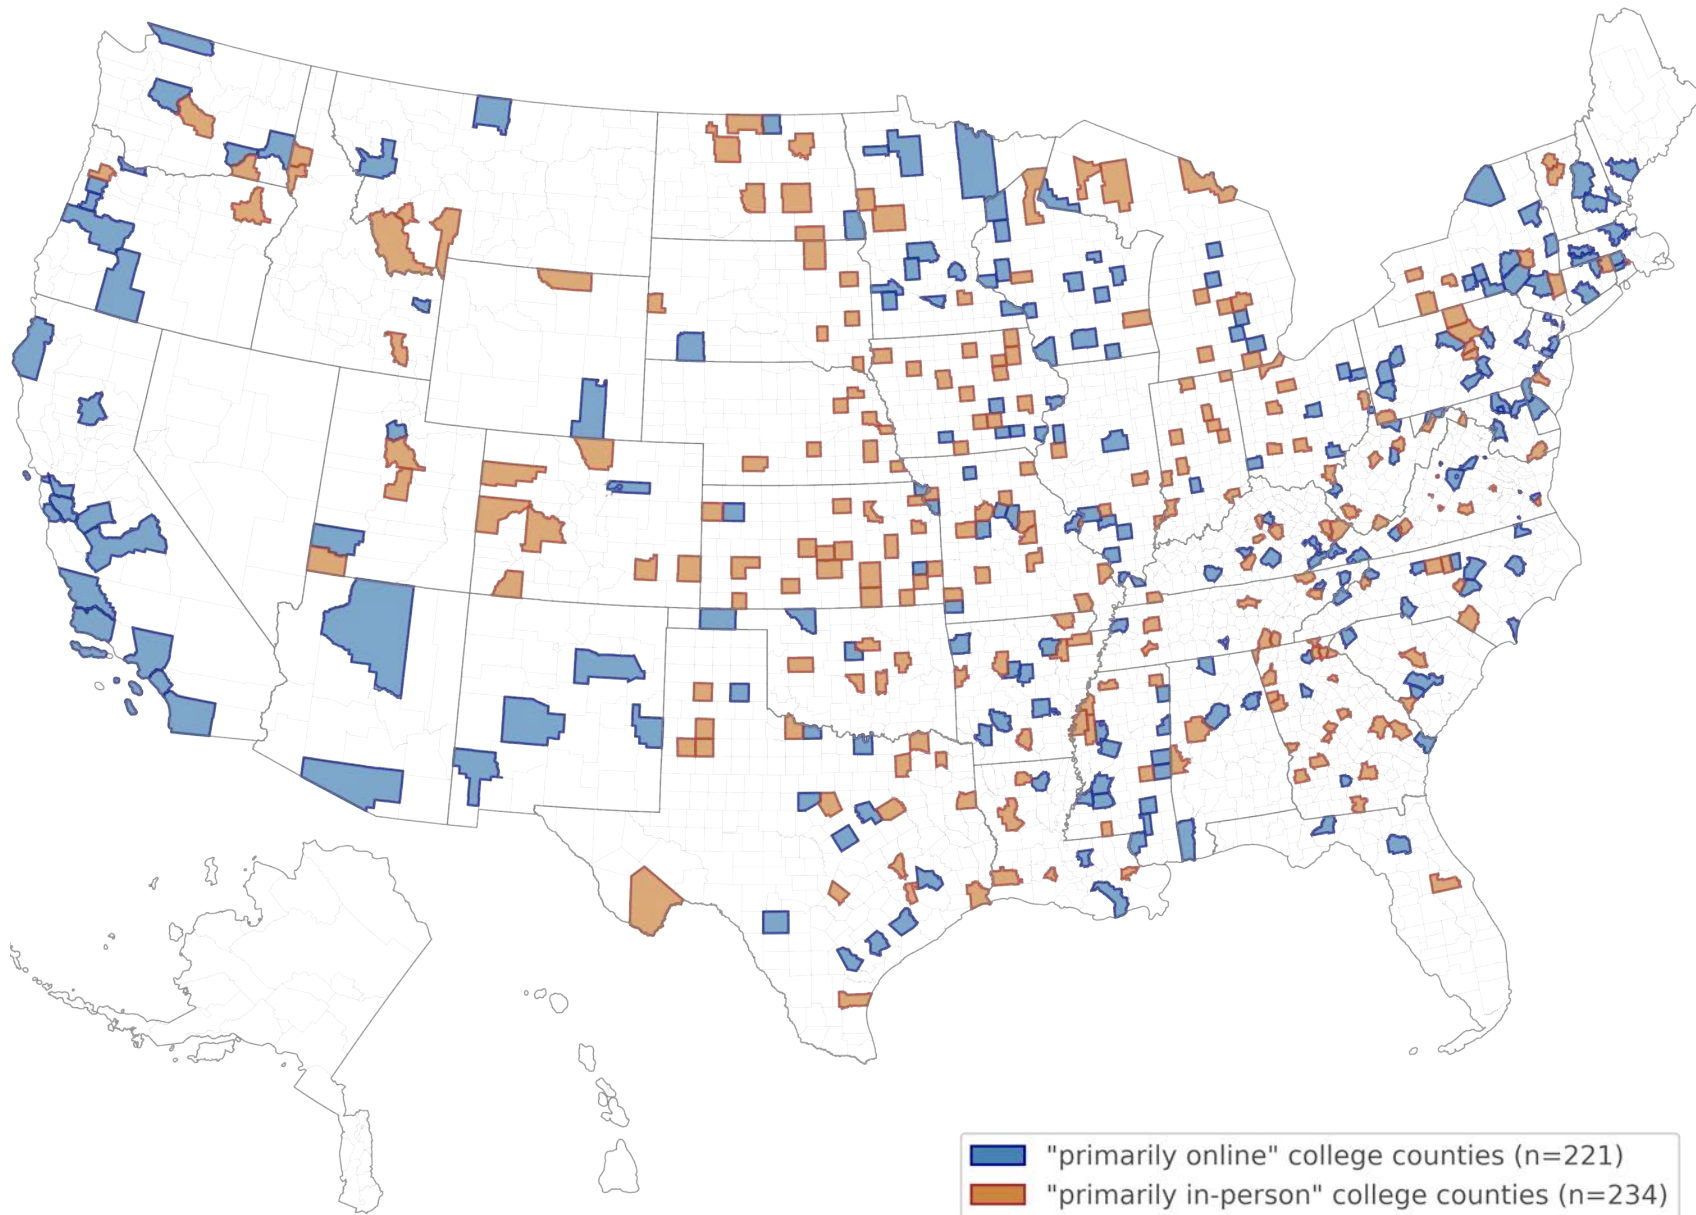 "primarily online" college counties (n=221)
"primarily in-person" college counties (n=234)